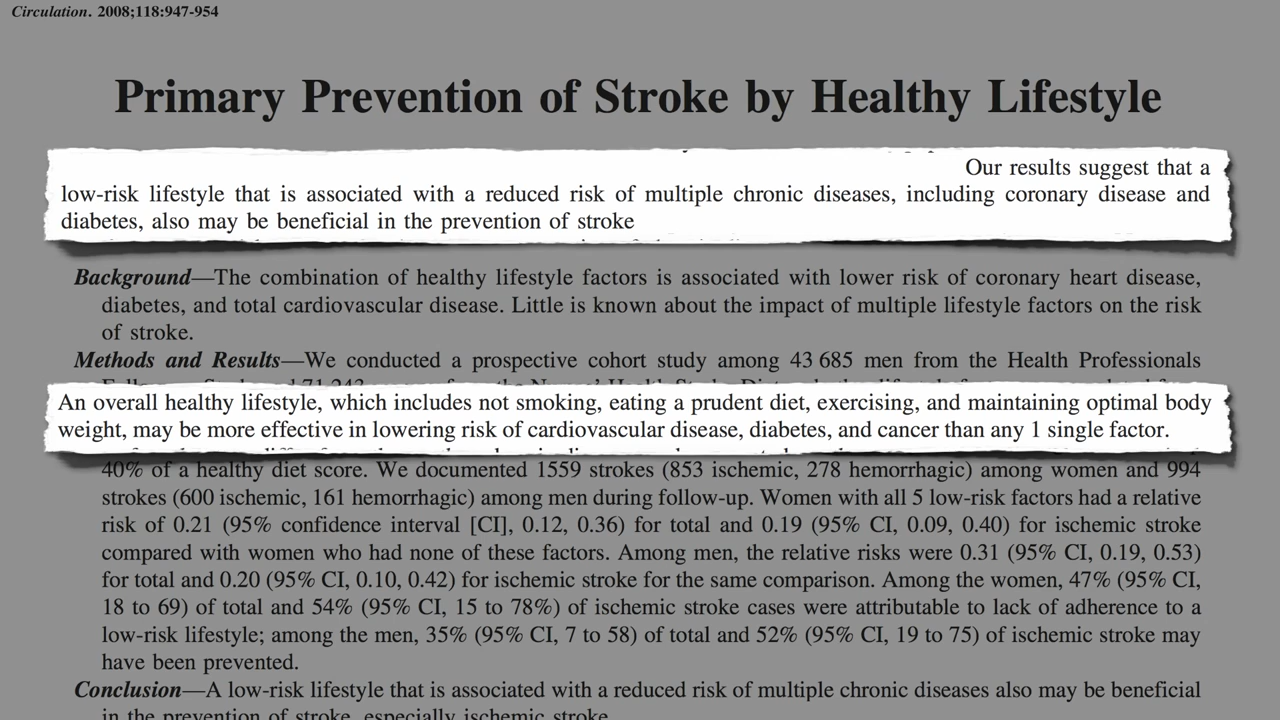 Circulation. 2008;118:947-954
Primary Prevention of Stroke by Healthy Lifestyle
Our results suggest that a
low-risk lifestyle that is associated with a reduced risk of multiple chronic diseases, including coronary disease and
diabetes, also may be beneficial in the prevention of stroke
Background—The combination of healthy lifestyle factors is associated with lower risk of coronary heart disease,
diabetes, and total cardiovascular disease. Little is known about the impact of multiple lifestyle factors on the risk
of stroke.
Methods and Results—We conducted a prospective cohort study among 43 685 men from the Health Professionals
An overall healthy lifestyle, which includes not smoking, eating a prudent diet, exercising, and maintaining optimal body
weight, may be more effective in lowering risk of cardiovascular disease, diabetes, and cancer than any 1 single factor.
40% of a healthy diet score. We documented 1559 strokes (853 ischemic, 278 hemorrhagic) among women and 994
strokes (600 ischemic, 161 hemorrhagic) among men during follow-up. Women with all 5 low-risk factors had a relative
risk of 0.21 (95% confidence interval [CI], 0.12, 0.36) for total and 0.19 (95% CI, 0.09, 0.40) for ischemic stroke
compared with women who had none of these factors. Among men, the relative risks were 0.31 (95% CI, 0.19, 0.53)
for total and 0.20 (95% CI, 0.10, 0.42) for ischemic stroke for the same comparison. Among the women, 47% (95% CI,
18 to 69) of total and 54% (95% CI, 15 to 78%) of ischemic stroke cases were attributable to lack of adherence to a
low-risk lifestyle; among the men, 35% (95% CI, 7 to 58) of total and 52% (95% CI, 19 to 75) of ischemic stroke may
have been prevented.
Conclusion—A low-risk lifestyle that is associated with a reduced risk of multiple chronic diseases also may be beneficial
in the prevention of stroke, especially ischemic stroke.